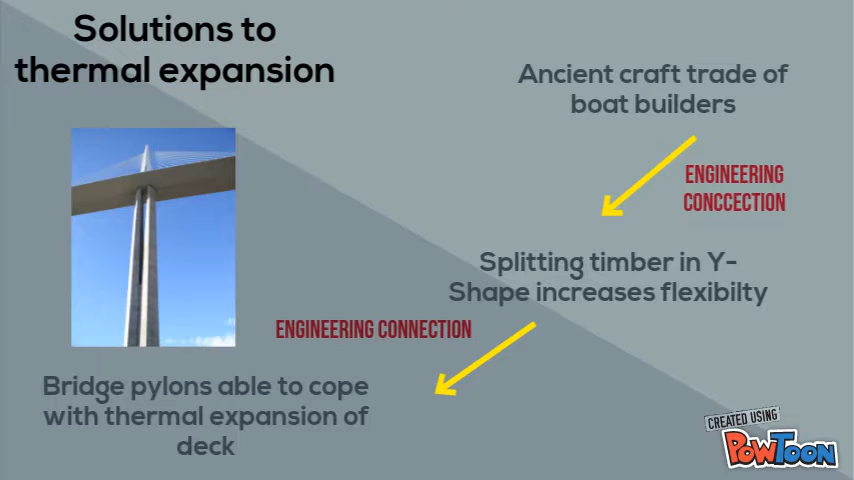 Solutions to
thermal expansion
Ancient craft trade of
boat builders
ENGINEERING
CONCCECTION
Splitting timber in Y-
Shape increases flexibilty
ENGINEERING CONNECTION
Bridge pylons able to cope
with thermal expansion of
deck
CREATED USING
POWTOON